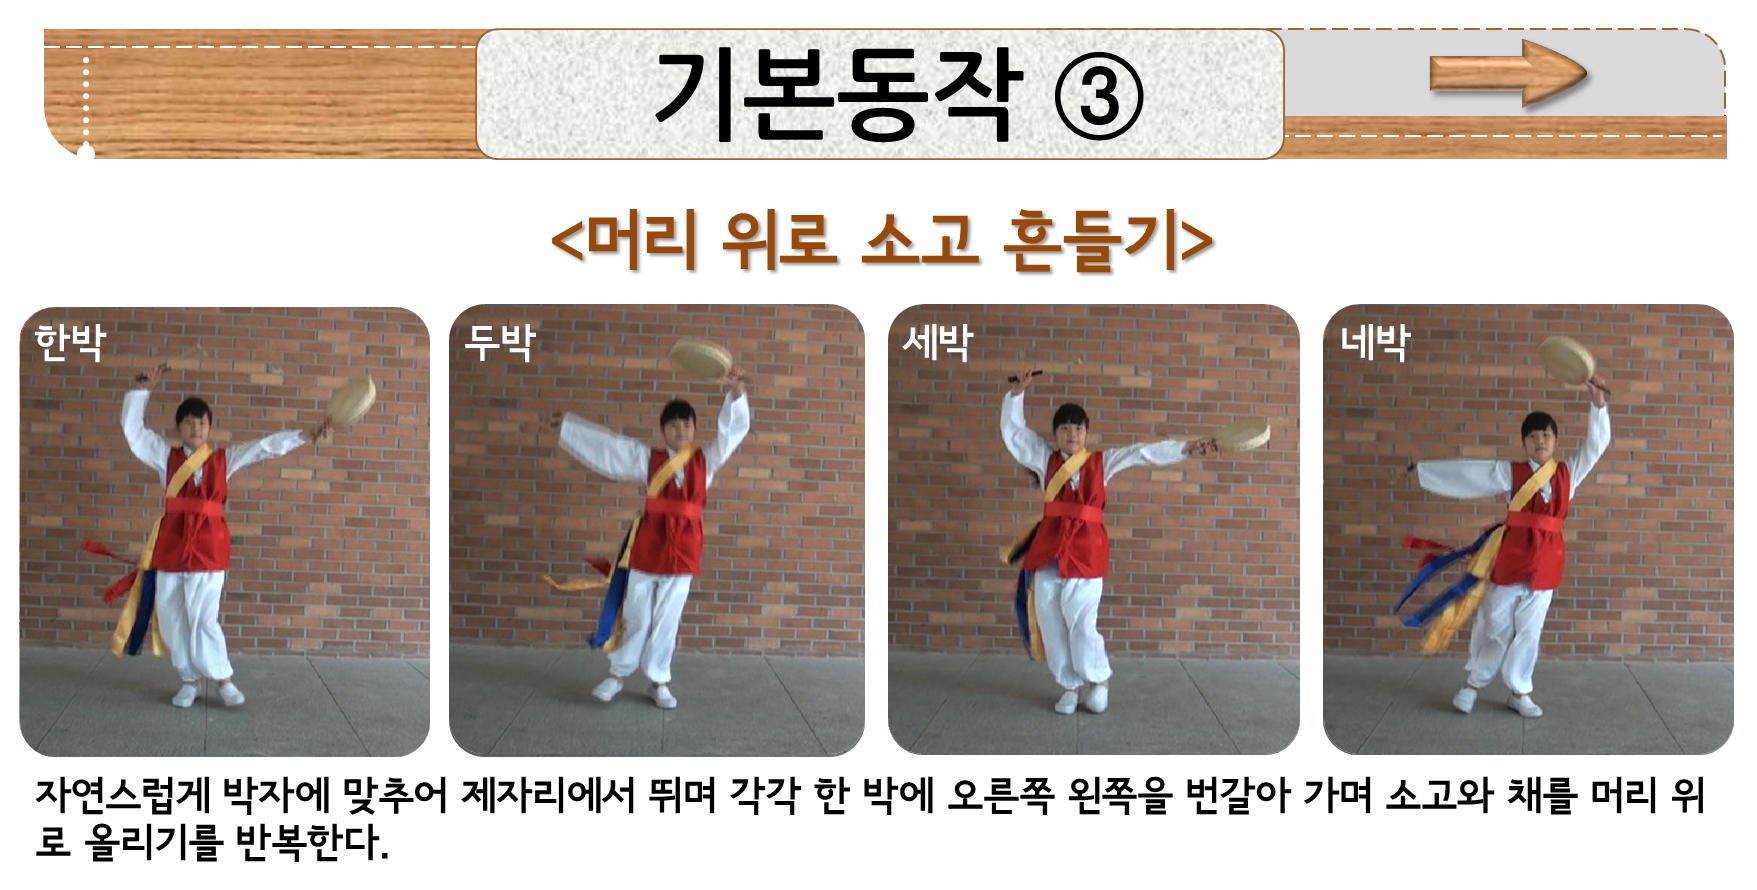 기본동작 ③
<머리 위로 소고 흔들기>
한박
두박
세박
네박
자연스럽게 박자에 맞추어 제자리에서 뛰며 각각 한 박에 오른쪽 왼쪽을 번갈아 가며 소고와 채를 머리 위
로 올리기를 반복한다.